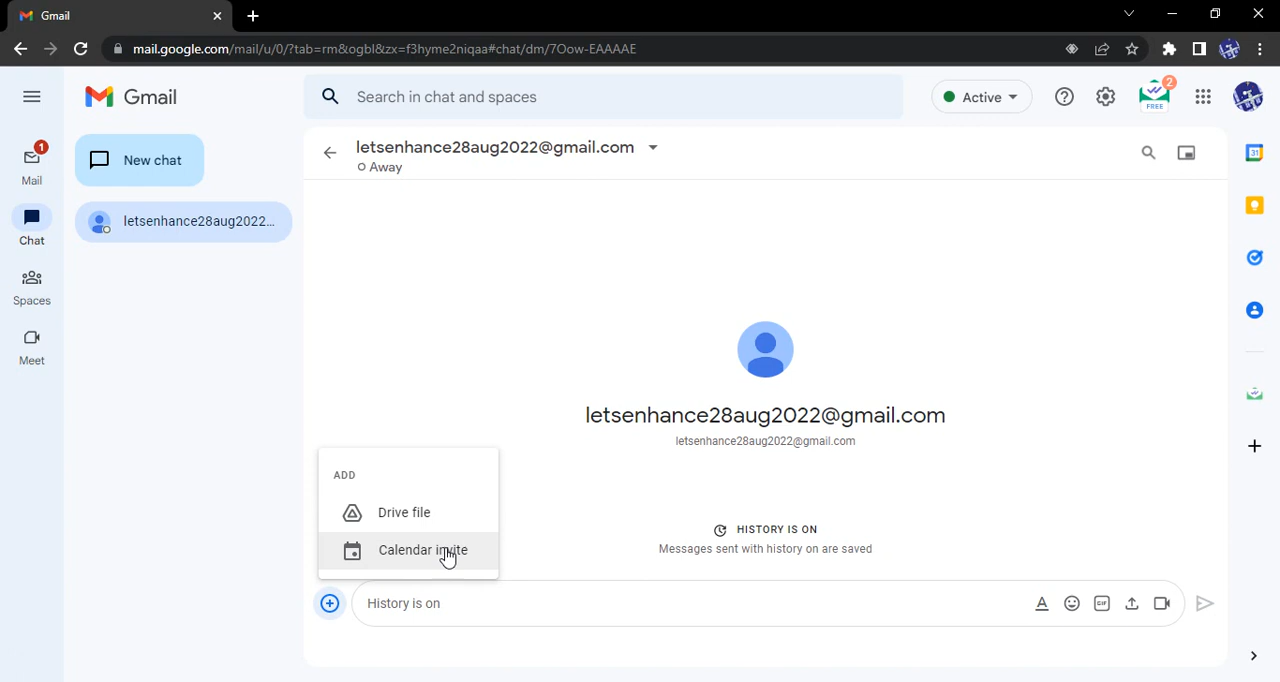 Gmail
mail.google.com/mail/u/0/?tab=rm&ogbl&zx=f3hyme2niqaa#chat/dm/7Oow-EAAAAE
Gmail
Search in chat and spaces
Active
2
FREE
1
Mail
New chat
letsenhance28aug2022@gmail.com
Away
31
Chat
letsenhance28aug2022...
Spaces
Meet
letsenhance28aug2022@gmail.com
letsenhance28aug2022@gmail.com
ADD
Drive file
Calendar invite
HISTORY IS ON
Messages sent with history on are saved
History is on
GIF